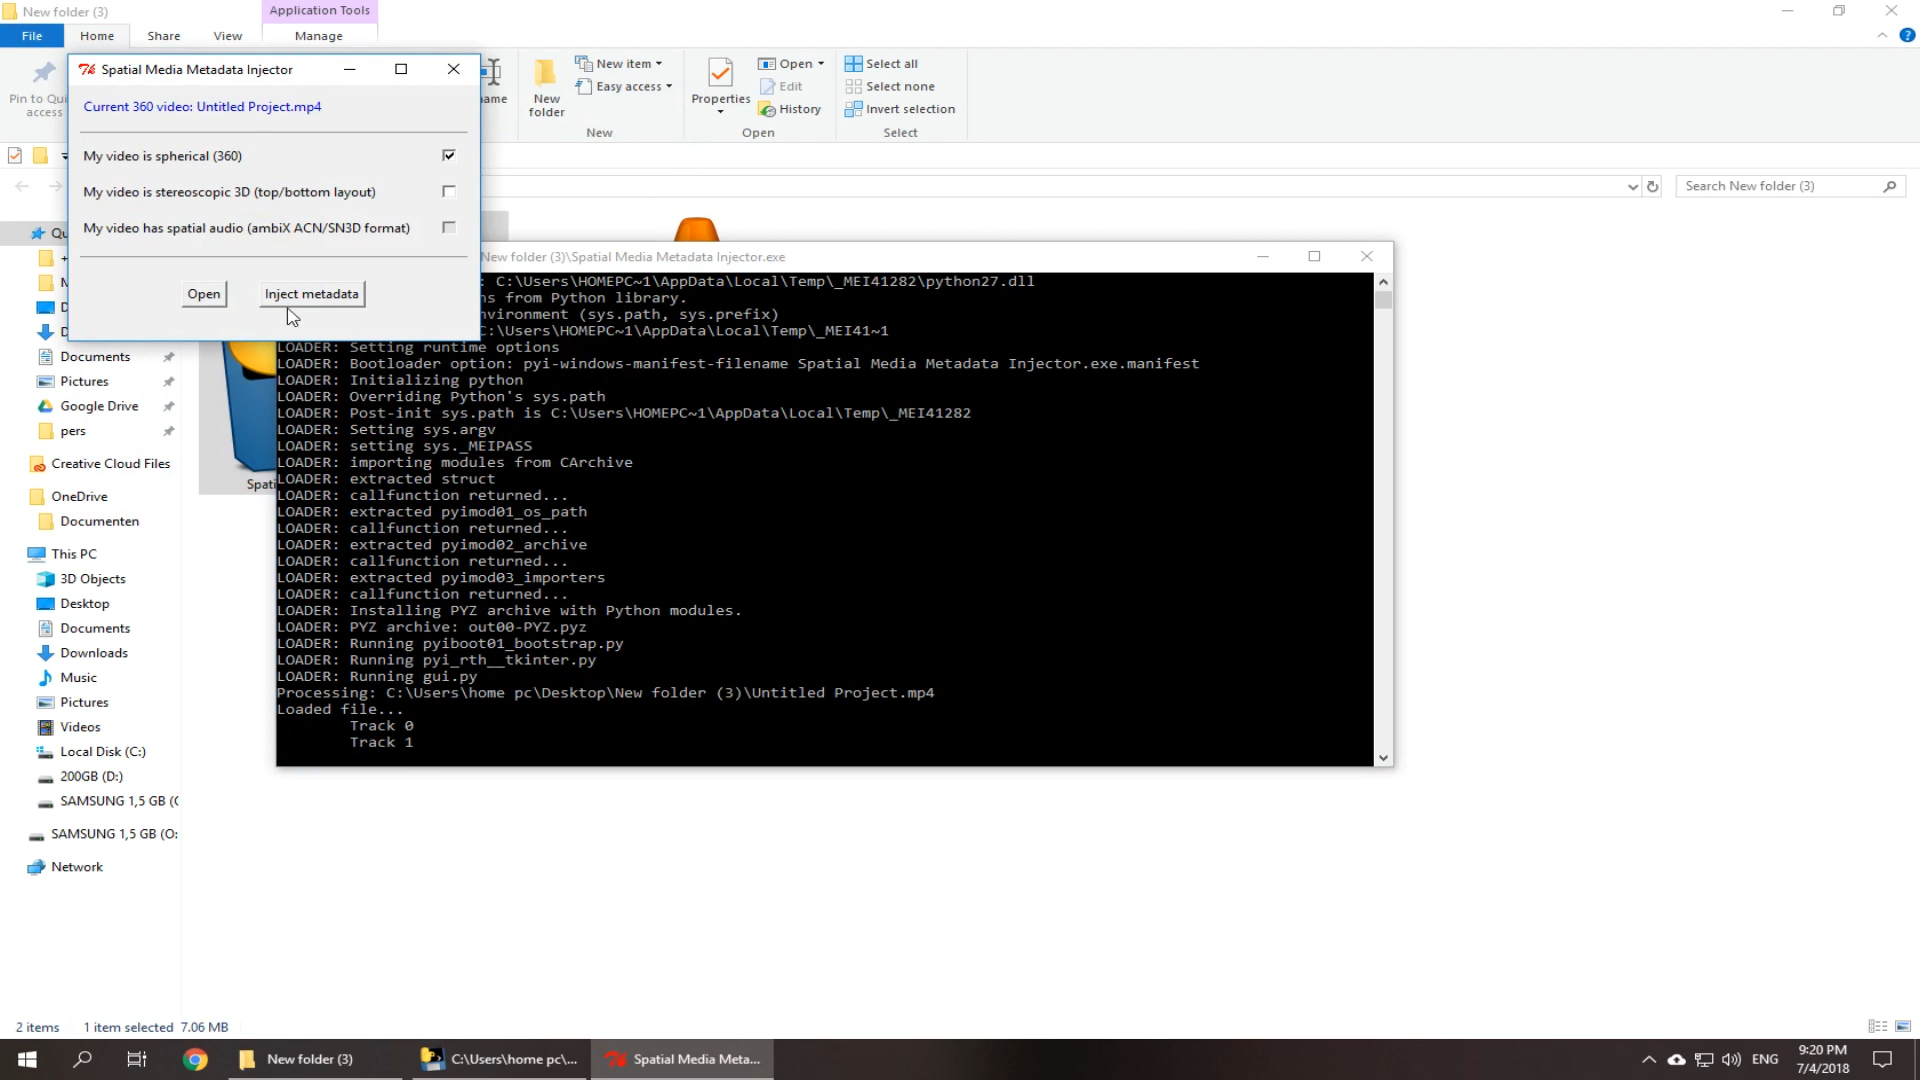 New folder (3)
Application Tools
File
Home
Share
View
Manage
Spatial Media Metadata Injector
New item
Open
Select all
Pin to Qui
Easy access
Edit
Select none
access
name
New
folder
Properties
History
Invert selection
New
Open
Select
Current 360 video: Untitled Project.mp4
My video is spherical (360)
My video is stereoscopic 3D (top/bottom layout)
My video has spatial audio (ambiX ACN/SN3D format)
Open
Inject metadata
Search New folder (3)
New folder (3)\Spatial Media Metadata Injector.exe
: C:\Users\HOMEPC~1\AppData\Local\Temp\_MEI41282\python27.dll
ns from Python library.
nvironment (sys.path, sys.prefix)
C:\Users\HOMEPC~1\AppData\Local\Temp\_MEI41~1
LOADER: Setting runtime options
LOADER: Bootloader option: pyi-windows-manifest-filename Spatial Media Metadata Injector.exe.manifest
LOADER: Initializing python
LOADER: Overriding Python's sys.path
LOADER: Post-init sys.path is C:\Users\HOMEPC~1\AppData\Local\Temp\_MEI41282
LOADER: Setting sys.argv
LOADER: setting sys._MEIPASS
LOADER: importing modules from CArchive
LOADER: extracted struct
LOADER: callfunction returned...
LOADER: extracted pyimod01_os_path
LOADER: callfunction returned...
LOADER: extracted pyimod02_archive
LOADER: callfunction returned...
LOADER: extracted pyimod03_importers
LOADER: callfunction returned...
LOADER: Installing PYZ archive with Python modules.
LOADER: PYZ archive: out00-PYZ.pyz
LOADER: Running pyiboot01_bootstrap.py
LOADER: Running pyi_rth__tkinter.py
LOADER: Running gui.py
Processing: C:\Users\home pc\Desktop\New folder (3)\Untitled Project.mp4
Loaded file...
Track 0
Track 1
Qu
+
M
D
D
Documents
Pictures
Google Drive
pers
Creative Cloud Files
OneDrive
Documenten
This PC
3D Objects
Desktop
Documents
Downloads
Music
Pictures
Videos
Local Disk (C:)
200GB (D:)
SAMSUNG 1,5 GB (
SAMSUNG 1,5 GB (O:
Network
Spati
2 items
1 item selected 7.06 MB
New folder (3)
C:\Users\home pc\...
Spatial Media Meta...
ENG
9:20 PM
7/4/2018